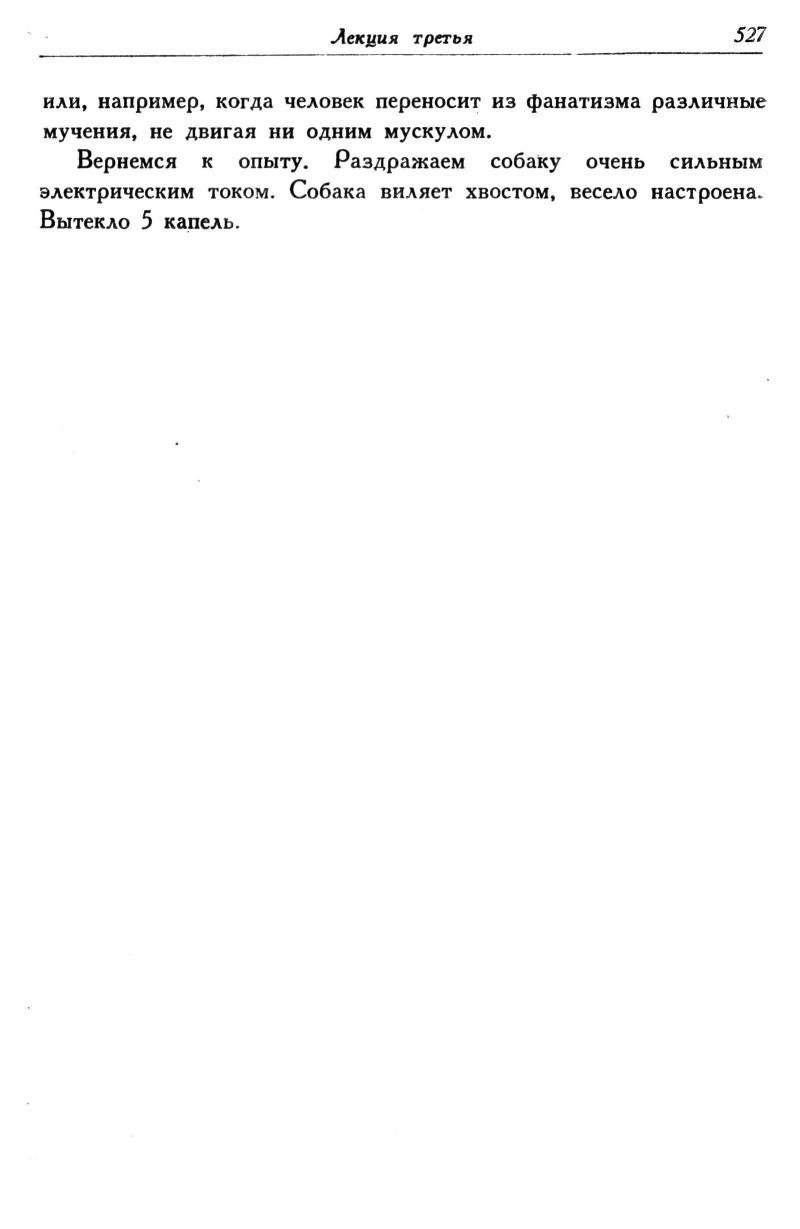 Лекция третья 527
или, например, когда человек переносит из фанатизма различные
мучения, не двигая ни одним мускулом.
Вернемся к опыту. Раздражаем собаку очень сильным
электрическим током. Собака виляет хвостом, весело настроена.
Вытекло 5 капель.